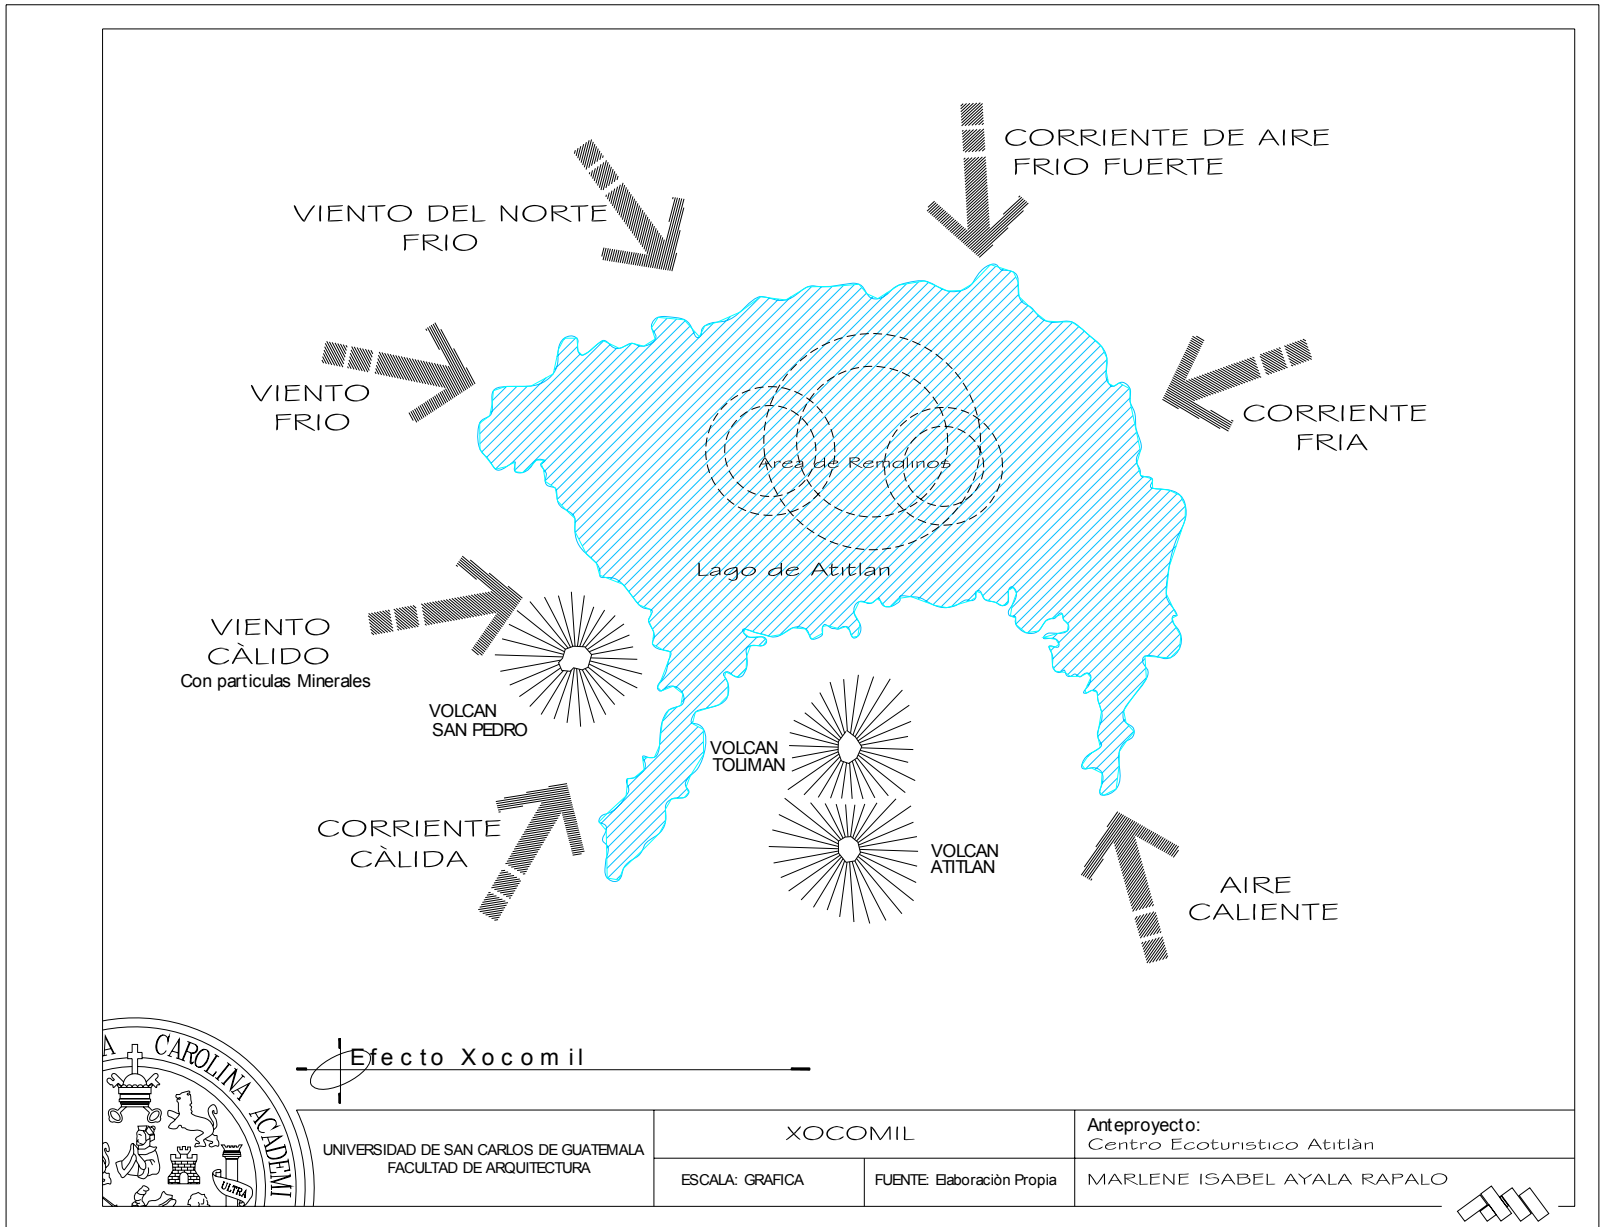 CORRIENTE DE AIRE
FRIO FUERTE
VIENTO DEL NORTE
FRIO
VIENTO
FRIO
CORRIENTE
FRIA
Area de Remolinos
Lago de Atitlan
VIENTO
CÀLIDO
Con particulas Minerales
VOLCAN
SAN PEDRO
VOLCAN
TOLIMAN
CORRIENTE
CÀLIDA
VOLCAN
ATITLAN
AIRE
CALIENTE
Efecto Xocomil
CAROLINA ACADEMI
ULTRA
UNIVERSIDAD DE SAN CARLOS DE GUATEMALA
FACULTAD DE ARQUITECTURA
XOCOMIL
ESCALA: GRAFICA
FUENTE: Elaboraciòn Propia
Anteproyecto:
Centro Ecoturistico Atitlàn
MARLENE ISABEL AYALA RAPALO